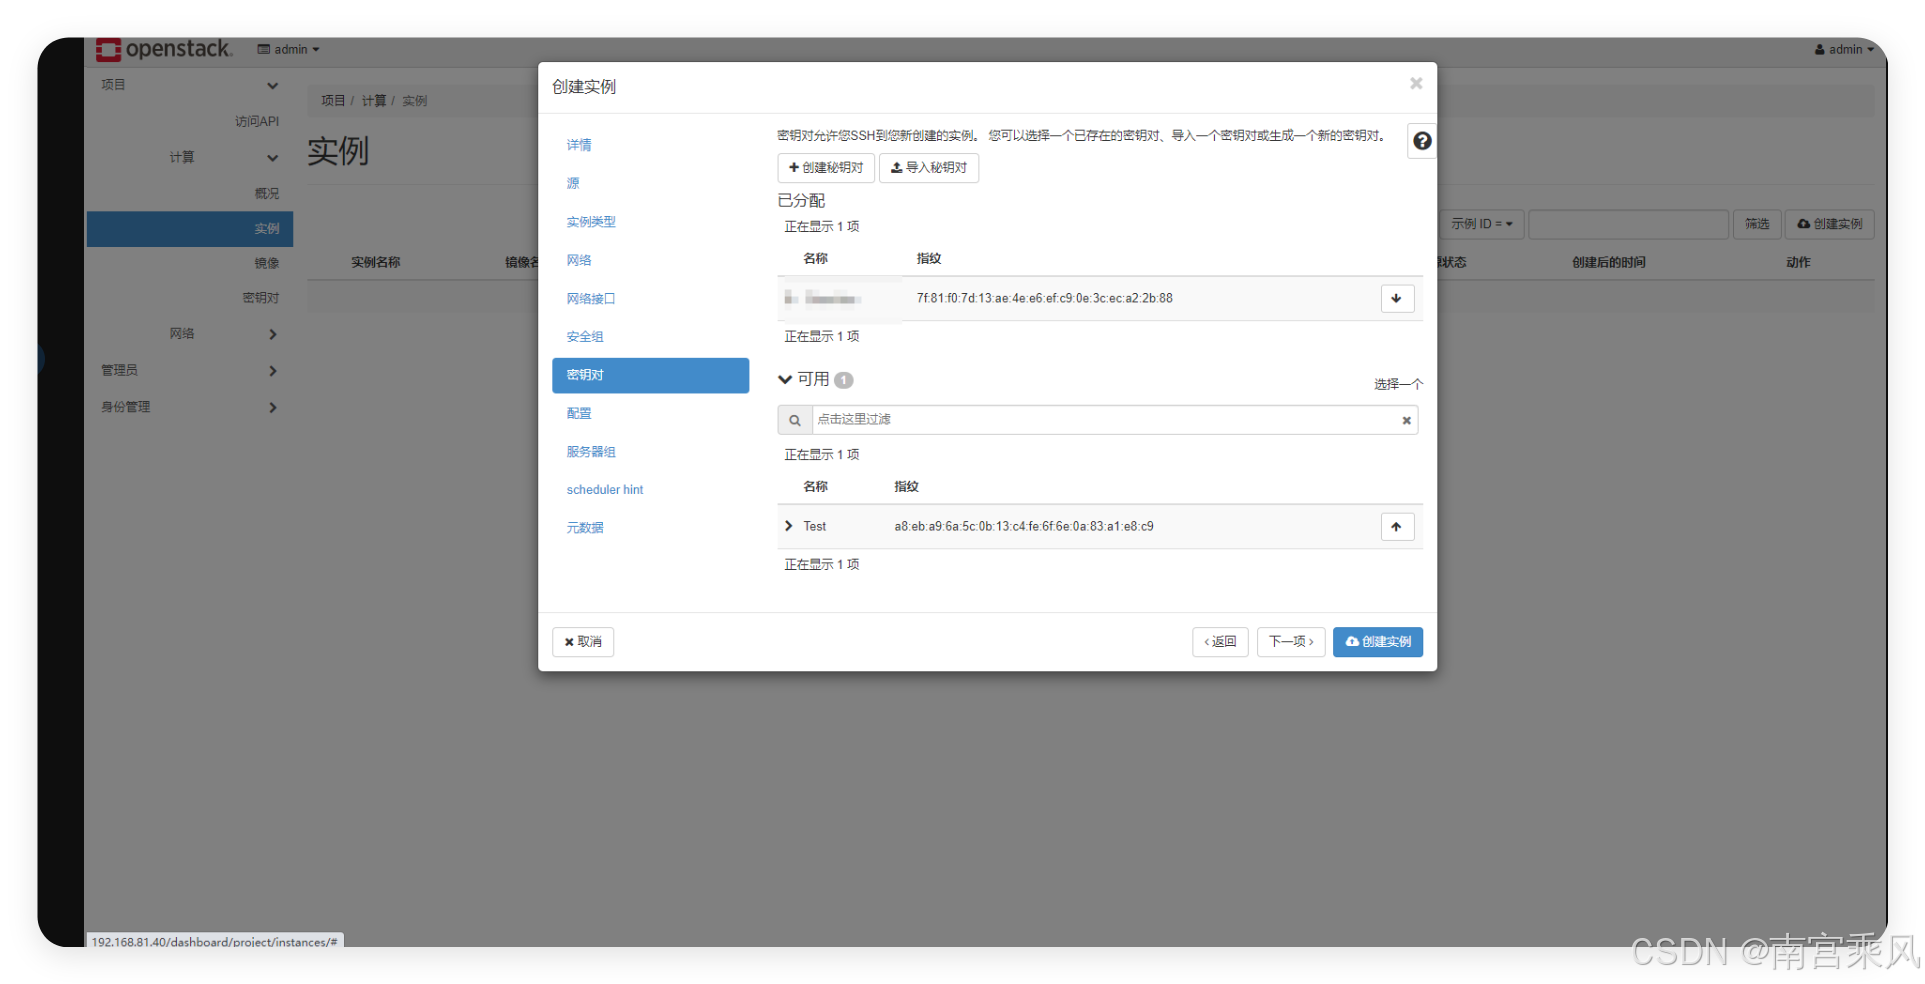 openstack. admin admin
项目
访问API
计算
概况
实例
镜像
密钥对
网络
管理员
身份管理
项目 / 计算 / 实例
实例
示例 ID = 筛选 创建实例
实例名称 创建后的时间 动作
创建实例
详情
源
实例类型
网络
网络接口
安全组
密钥对
配置
服务器组
scheduler hint
元数据
密钥对允许您SSH到您新创建的实例。 您可以选择一个已存在的密钥对、导入一个密钥对或生成一个新的密钥对。
创建秘钥对 导入秘钥对
已分配
正在显示 1 项
名称 指纹
7f:81:f0:7d:13:ae:4e:e6:ef:c9:0e:3c:ec:a2:2b:88
正在显示 1 项
可用 1 选择一个
点击这里过滤
正在显示 1 项
名称 指纹
Test a8:eb:a9:6a:5c:0b:13:c4:fe:6f:6e:0a:83:a1:e8:c9
正在显示 1 项
取消 ‹ 返回 下一项 › 创建实例
192.168.81.40/dashboard/project/instances/#
CSDN @南宫乘风